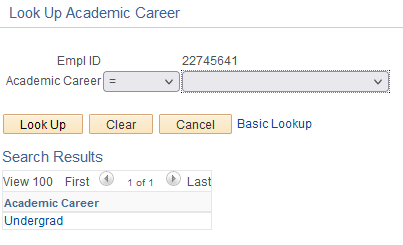 Look Up Academic Career
Empl ID 22745641
Academic Career =
Look Up Clear Cancel Basic Lookup
Search Results
View 100 First 1 of 1 Last
Academic Career
Undergrad